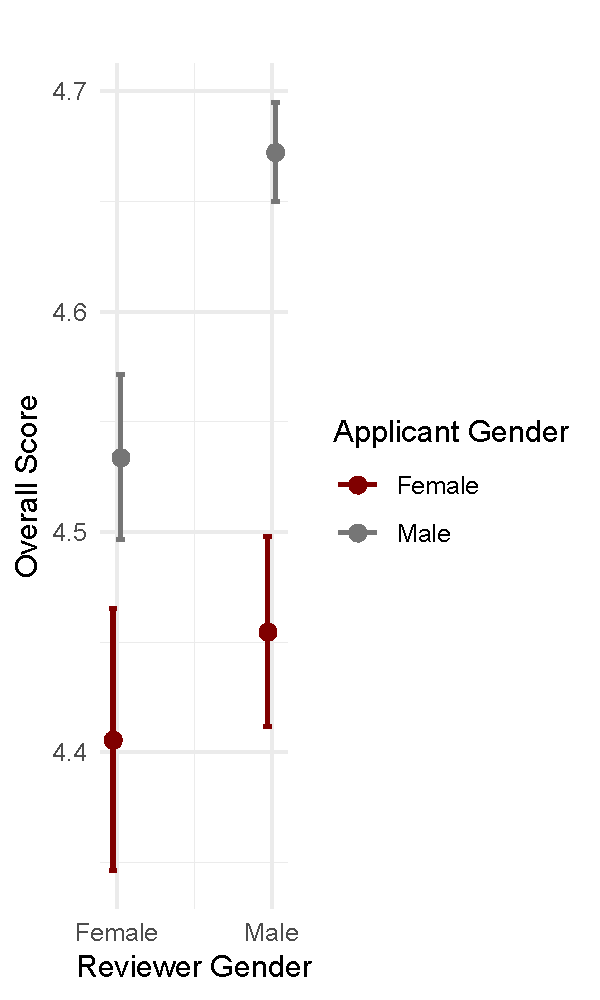 4.7
4.6
4.5
4.4
Overall Score
Female
Male
Reviewer Gender
Applicant Gender
Female
Male